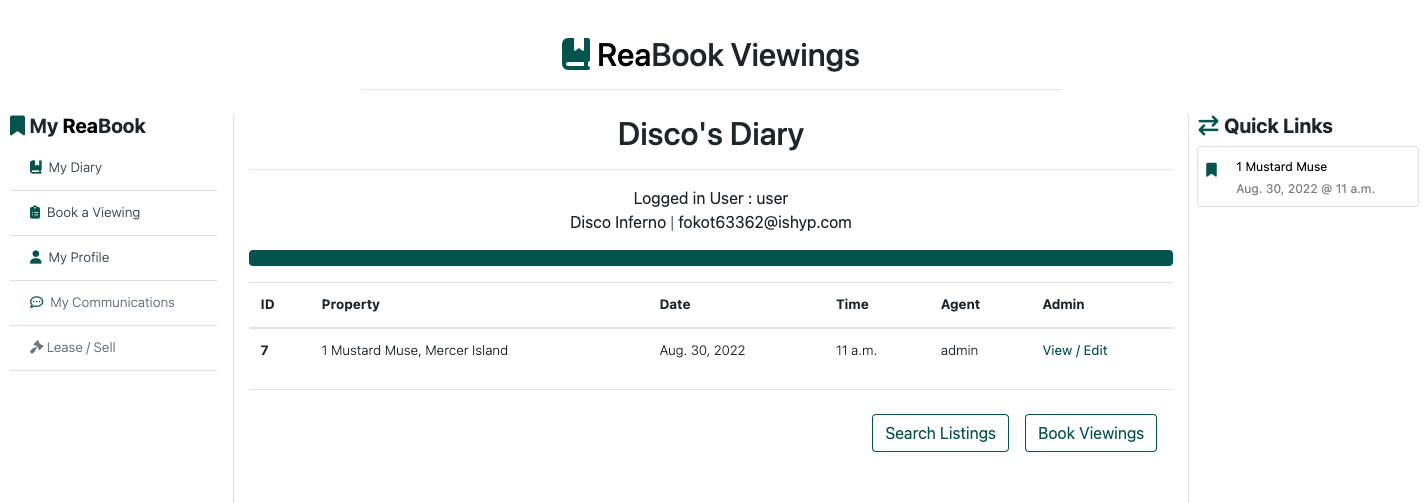 ReaBook Viewings
My ReaBook
My Diary
Book a Viewing
My Profile
My Communications
Lease / Sell
Disco's Diary
Logged in User : user
Disco Inferno | fokot63362@ishyp.com
ID Property Date Time Agent Admin
7 1 Mustard Muse, Mercer Island Aug. 30, 2022 11 a.m. admin View / Edit
Search Listings Book Viewings
Quick Links
1 Mustard Muse
Aug. 30, 2022 @ 11 a.m.